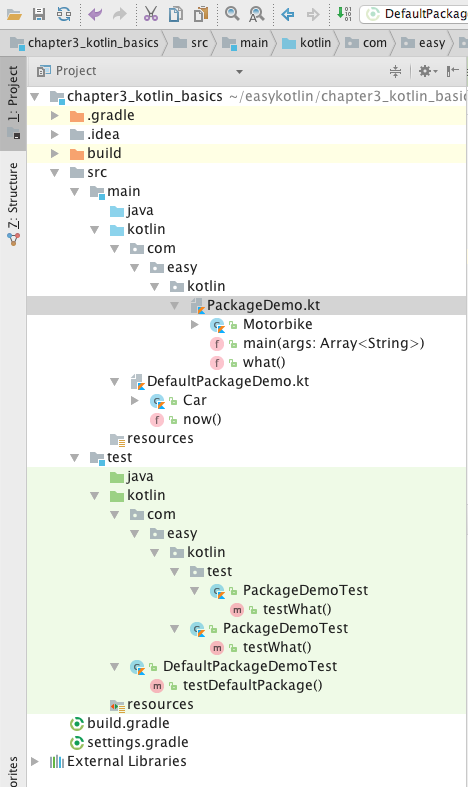 DefaultPackag
chapter3_kotlin_basics src main kotlin com easy
Project
chapter3_kotlin_basics ~/easykotlin/chapter3_kotlin_basic
.gradle
.idea
build
src
main
java
kotlin
com
easy
kotlin
PackageDemo.kt
Motorbike
main(args: Array<String>)
what()
DefaultPackageDemo.kt
Car
now()
resources
test
java
kotlin
com
easy
kotlin
test
PackageDemoTest
testWhat()
PackageDemoTest
testWhat()
DefaultPackageDemoTest
testDefaultPackage()
resources
build.gradle
settings.gradle
External Libraries
1: Project
Z: Structure
orites